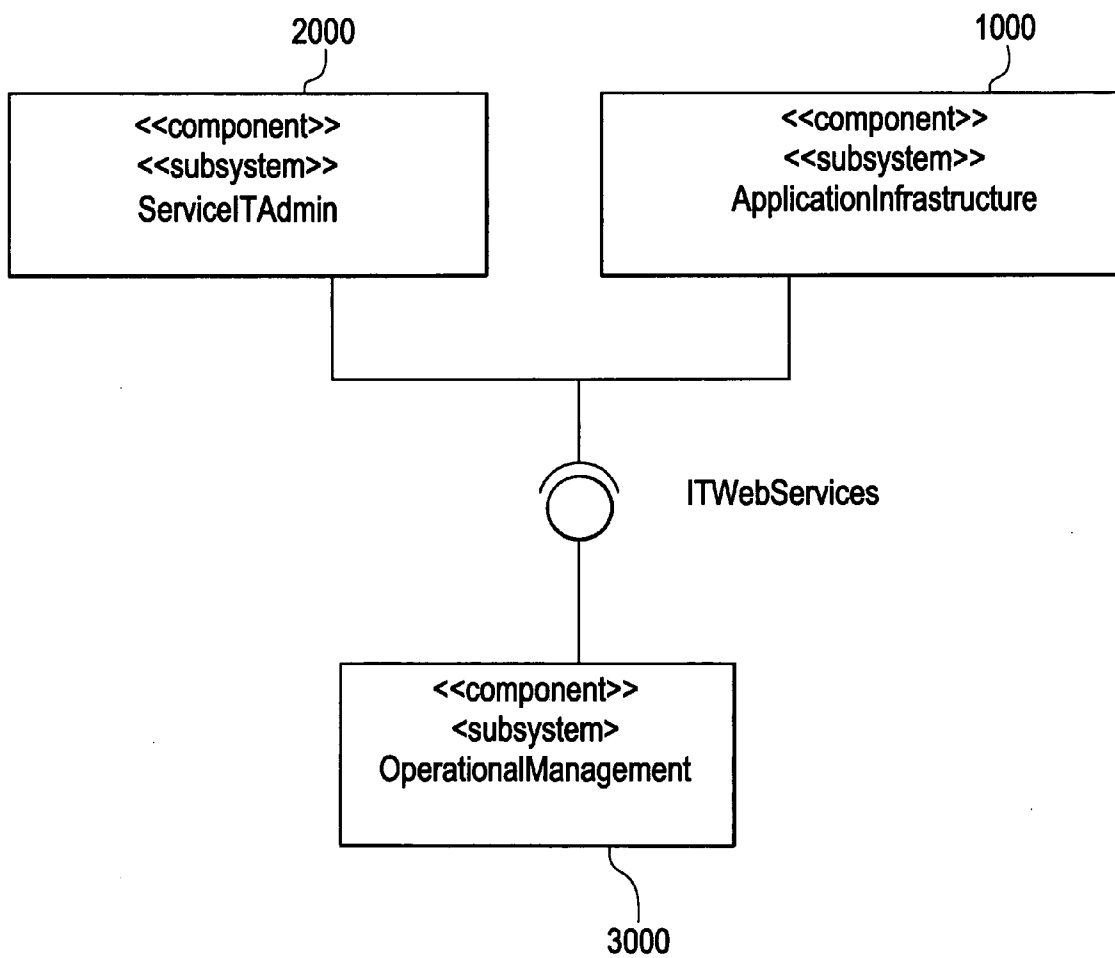 2000
1000
<<component>>
<<subsystem>>
ServiceITAdmin
<<component>>
<<subsystem>>
ApplicationInfrastructure
ITWebServices
<<component>>
<subsystem>
OperationalManagement
3000